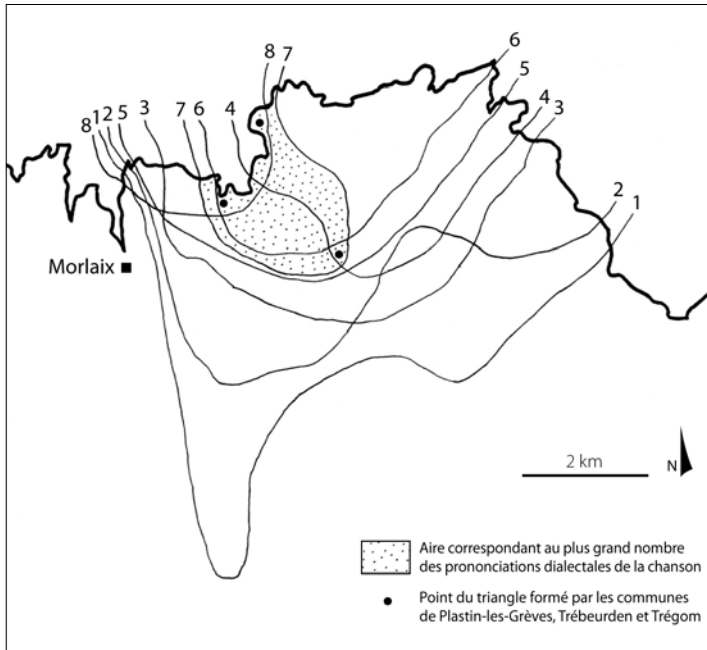 8 7
6
5
4
3
2
1
8 1 2 5 3 7 6 4
Morlaix
2 km
N
Aire correspondant au plus grand nombre
des prononciations dialectales de la chanson
Point du triangle formé par les communes
de Plastin-les-Grèves, Trébeurden et Trégom